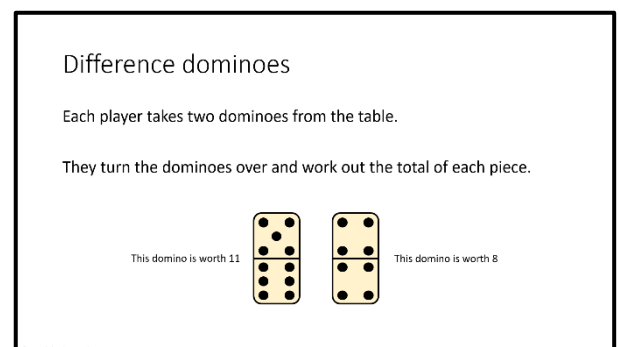 Difference dominoes
Each player takes two dominoes from the table.
They turn the dominoes over and work out the total of each piece.
This domino is worth 11
This domino is worth 8